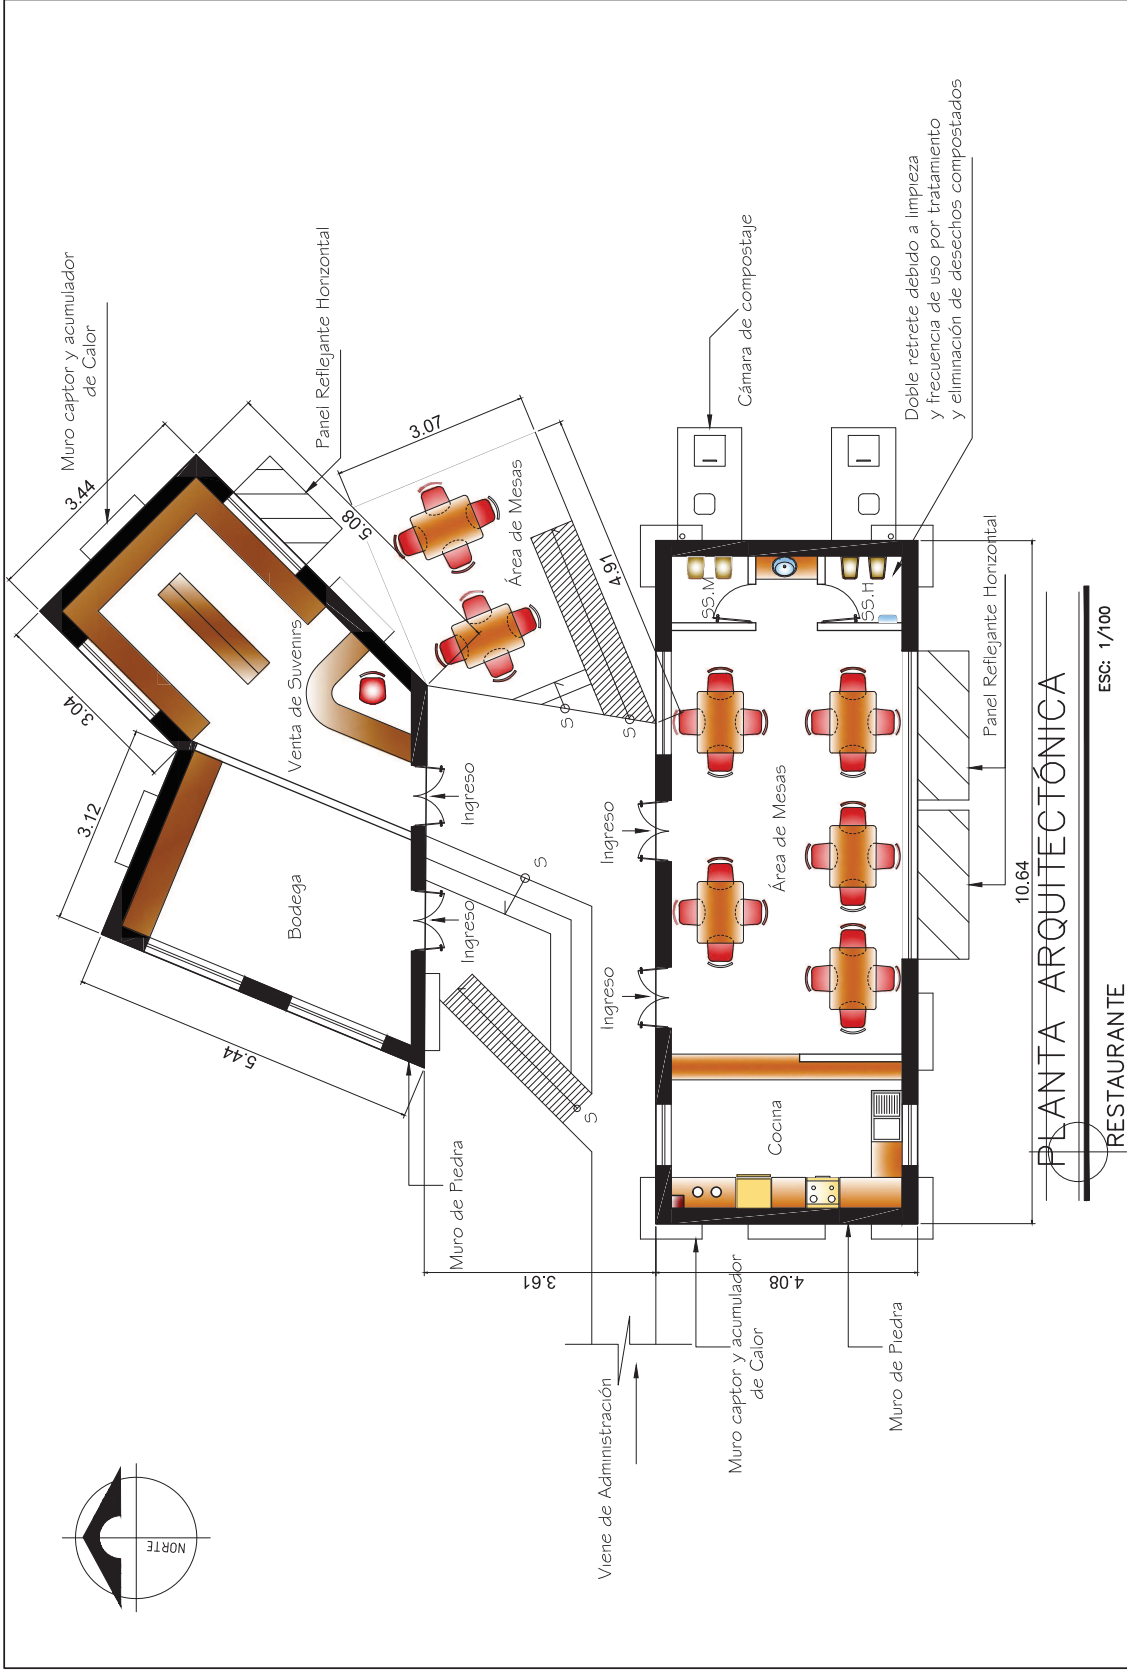 Muro captor y acumulador
de Calor
Panel Reflejante Horizontal
3.44
5.08
3.07
3.04
Venta de Suvenirs
Área de Mesas
4.91
3.12
Bodega
5.44
Ingreso
Ingreso
S
S
S
S
Muro de Piedra
3.61
Cámara de compostaje
Doble retrete debido a limpieza
y frecuencia de uso por tratamiento
y eliminación de desechos compostados
SS.M
SS.H
Ingreso
Ingreso
Área de Mesas
Cocina
Panel Reflejante Horizontal
10.64
4.08
Viene de Administración
Muro captor y acumulador
de Calor
Muro de Piedra
NORTE
PLANTA ARQUITECTÓNICA
RESTAURANTE
ESC: 1/100